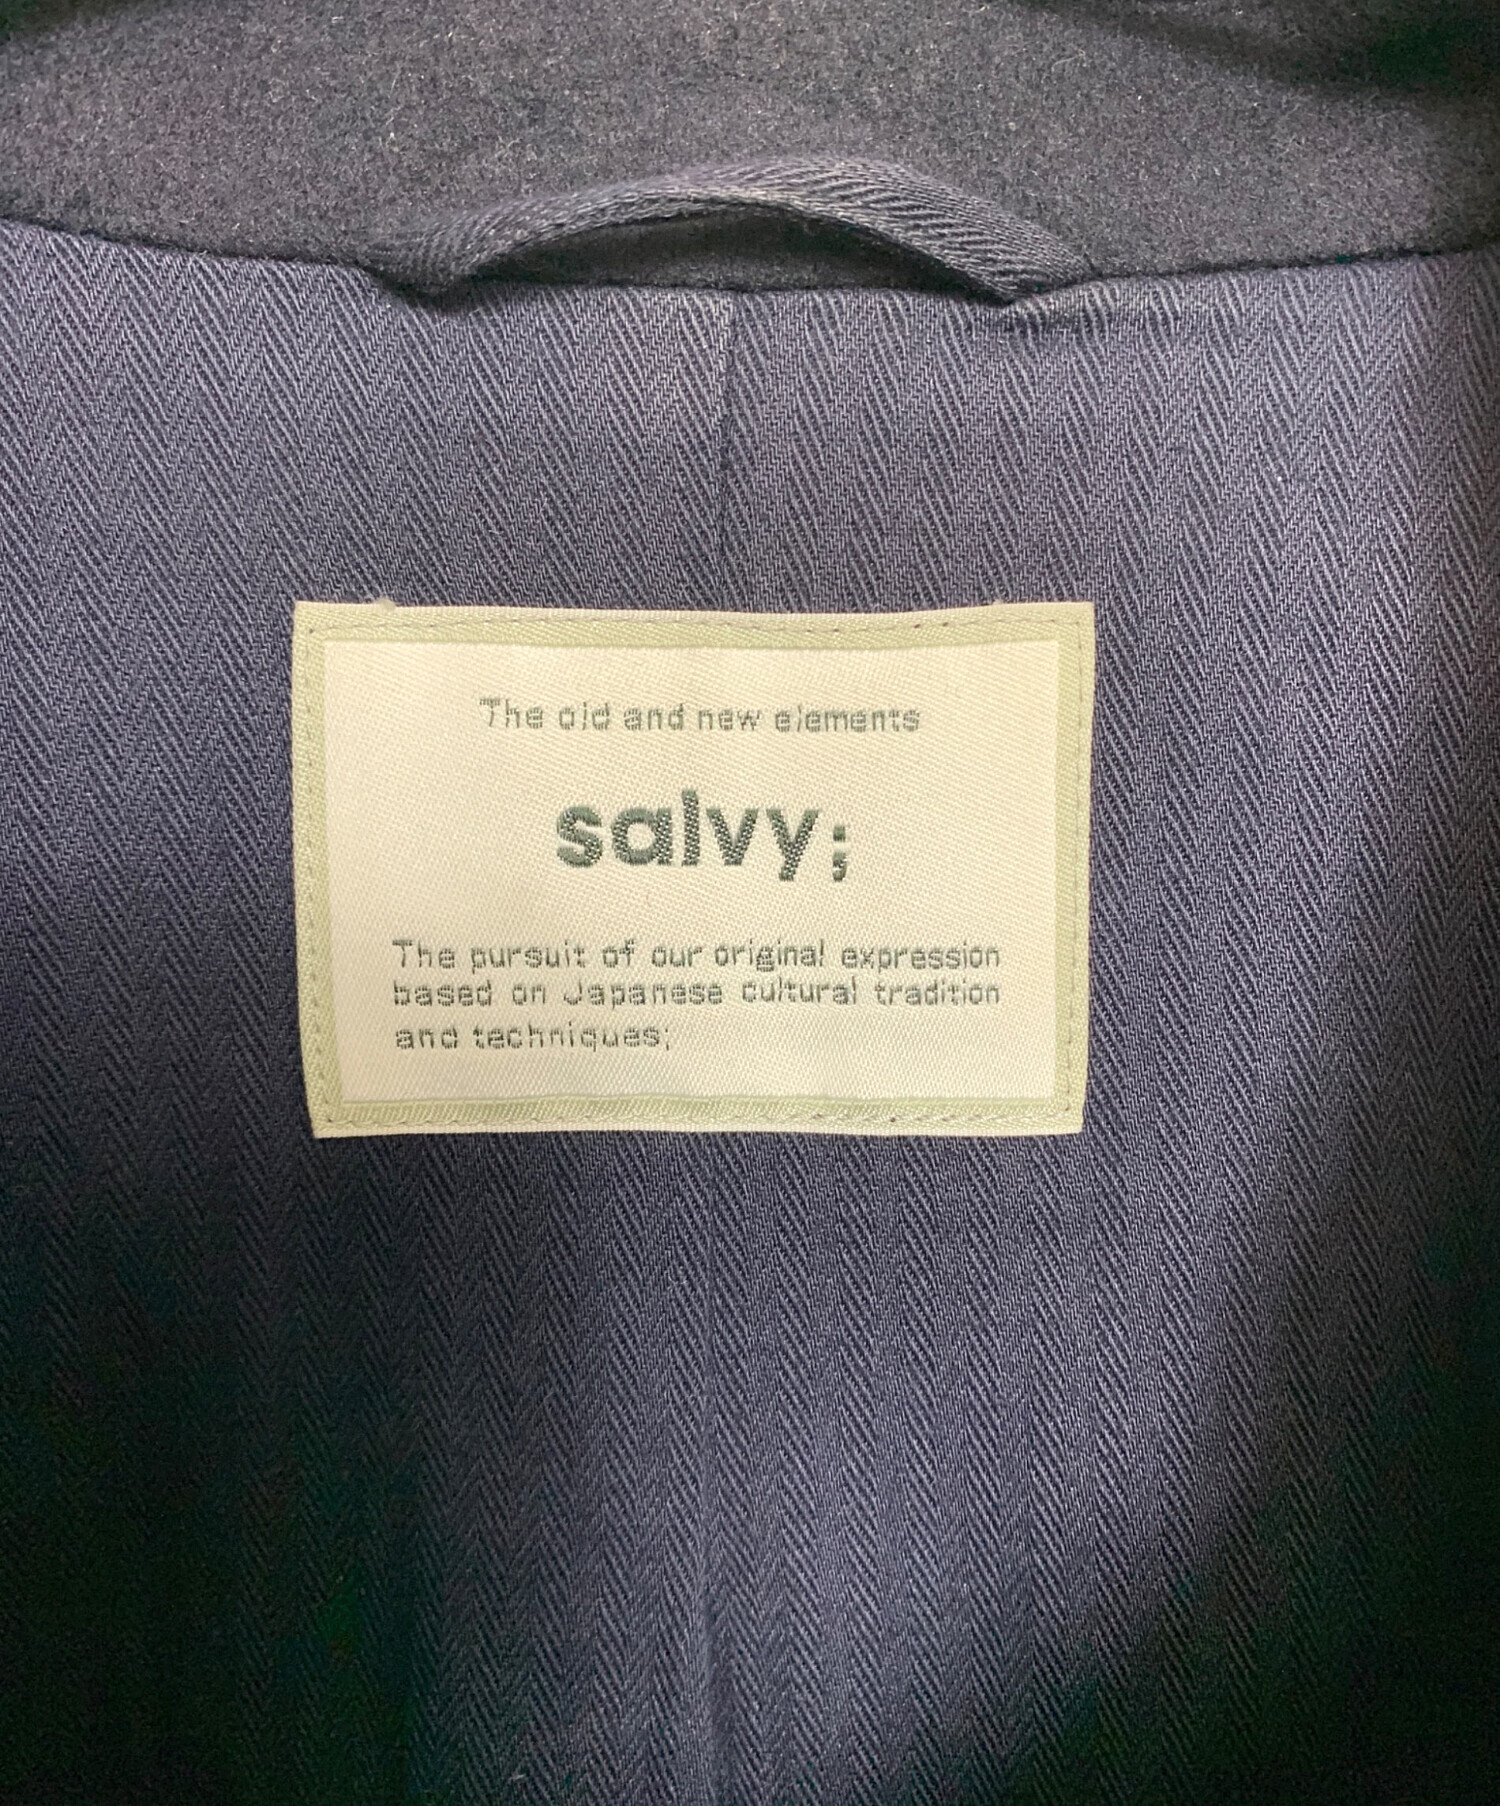 The old and new elements
salvy;
The pursuit of our original expression
based on Japanese cultural tradition
and techniques;